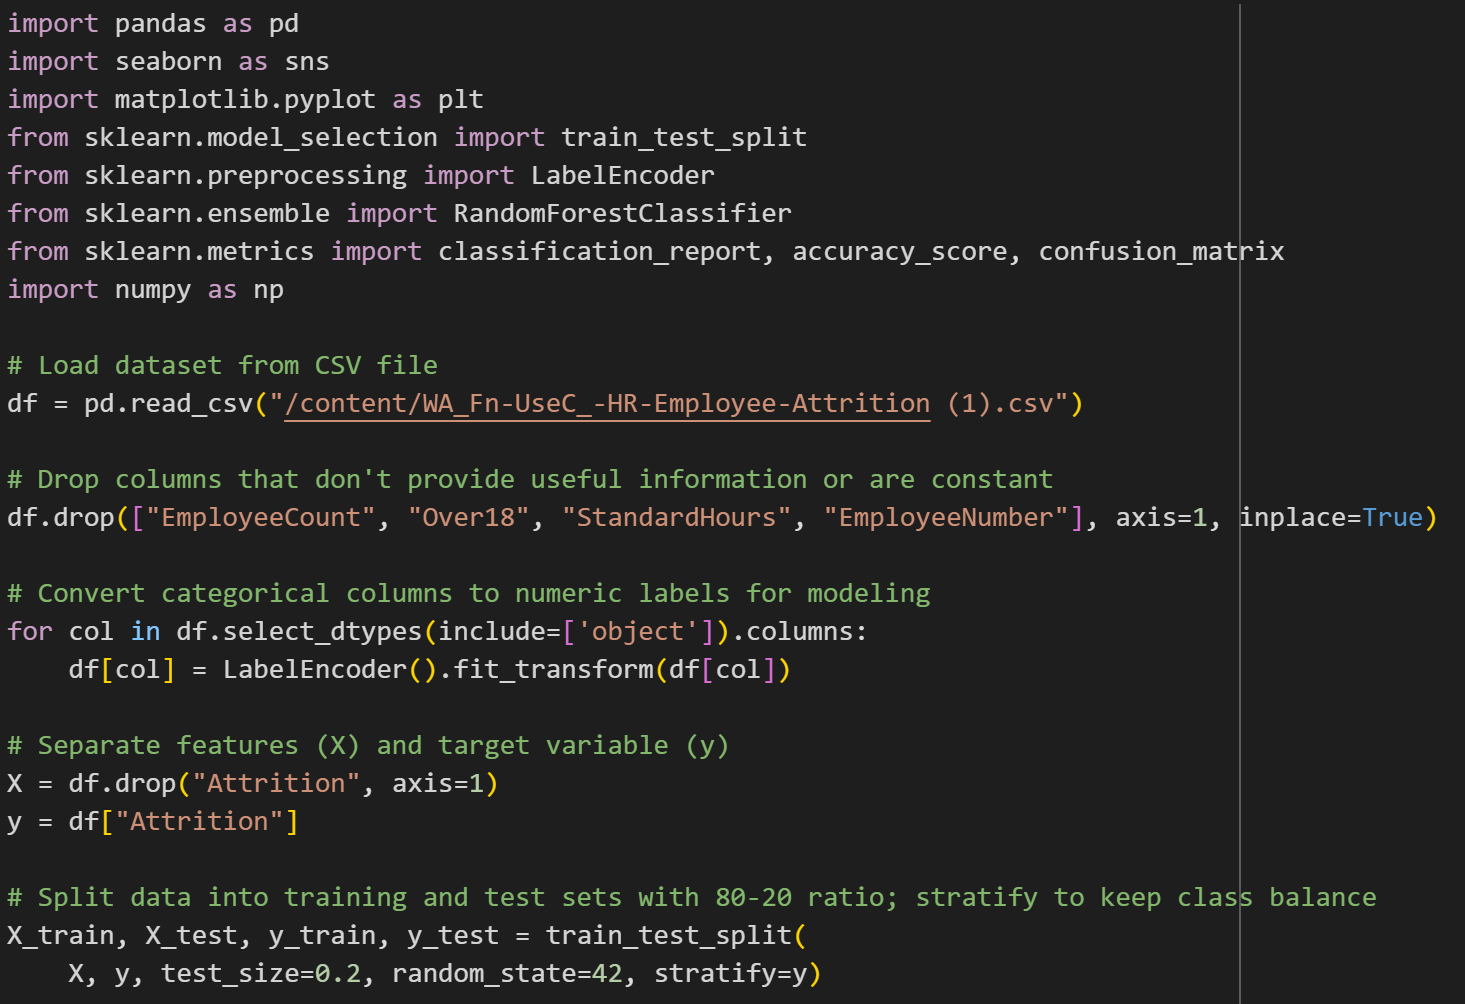 import pandas as pd
import seaborn as sns
import matplotlib.pyplot as plt
from sklearn.model_selection import train_test_split
from sklearn.preprocessing import LabelEncoder
from sklearn.ensemble import RandomForestClassifier
from sklearn.metrics import classification_report, accuracy_score, confusion_matrix
import numpy as np

# Load dataset from CSV file
df = pd.read_csv("/content/WA_Fn-UseC_-HR-Employee-Attrition (1).csv")

# Drop columns that don't provide useful information or are constant
df.drop(["EmployeeCount", "Over18", "StandardHours", "EmployeeNumber"], axis=1, inplace=True)

# Convert categorical columns to numeric labels for modeling
for col in df.select_dtypes(include=['object']).columns:
    df[col] = LabelEncoder().fit_transform(df[col])

# Separate features (X) and target variable (y)
X = df.drop("Attrition", axis=1)
y = df["Attrition"]

# Split data into training and test sets with 80-20 ratio; stratify to keep class balance
X_train, X_test, y_train, y_test = train_test_split(
    X, y, test_size=0.2, random_state=42, stratify=y)